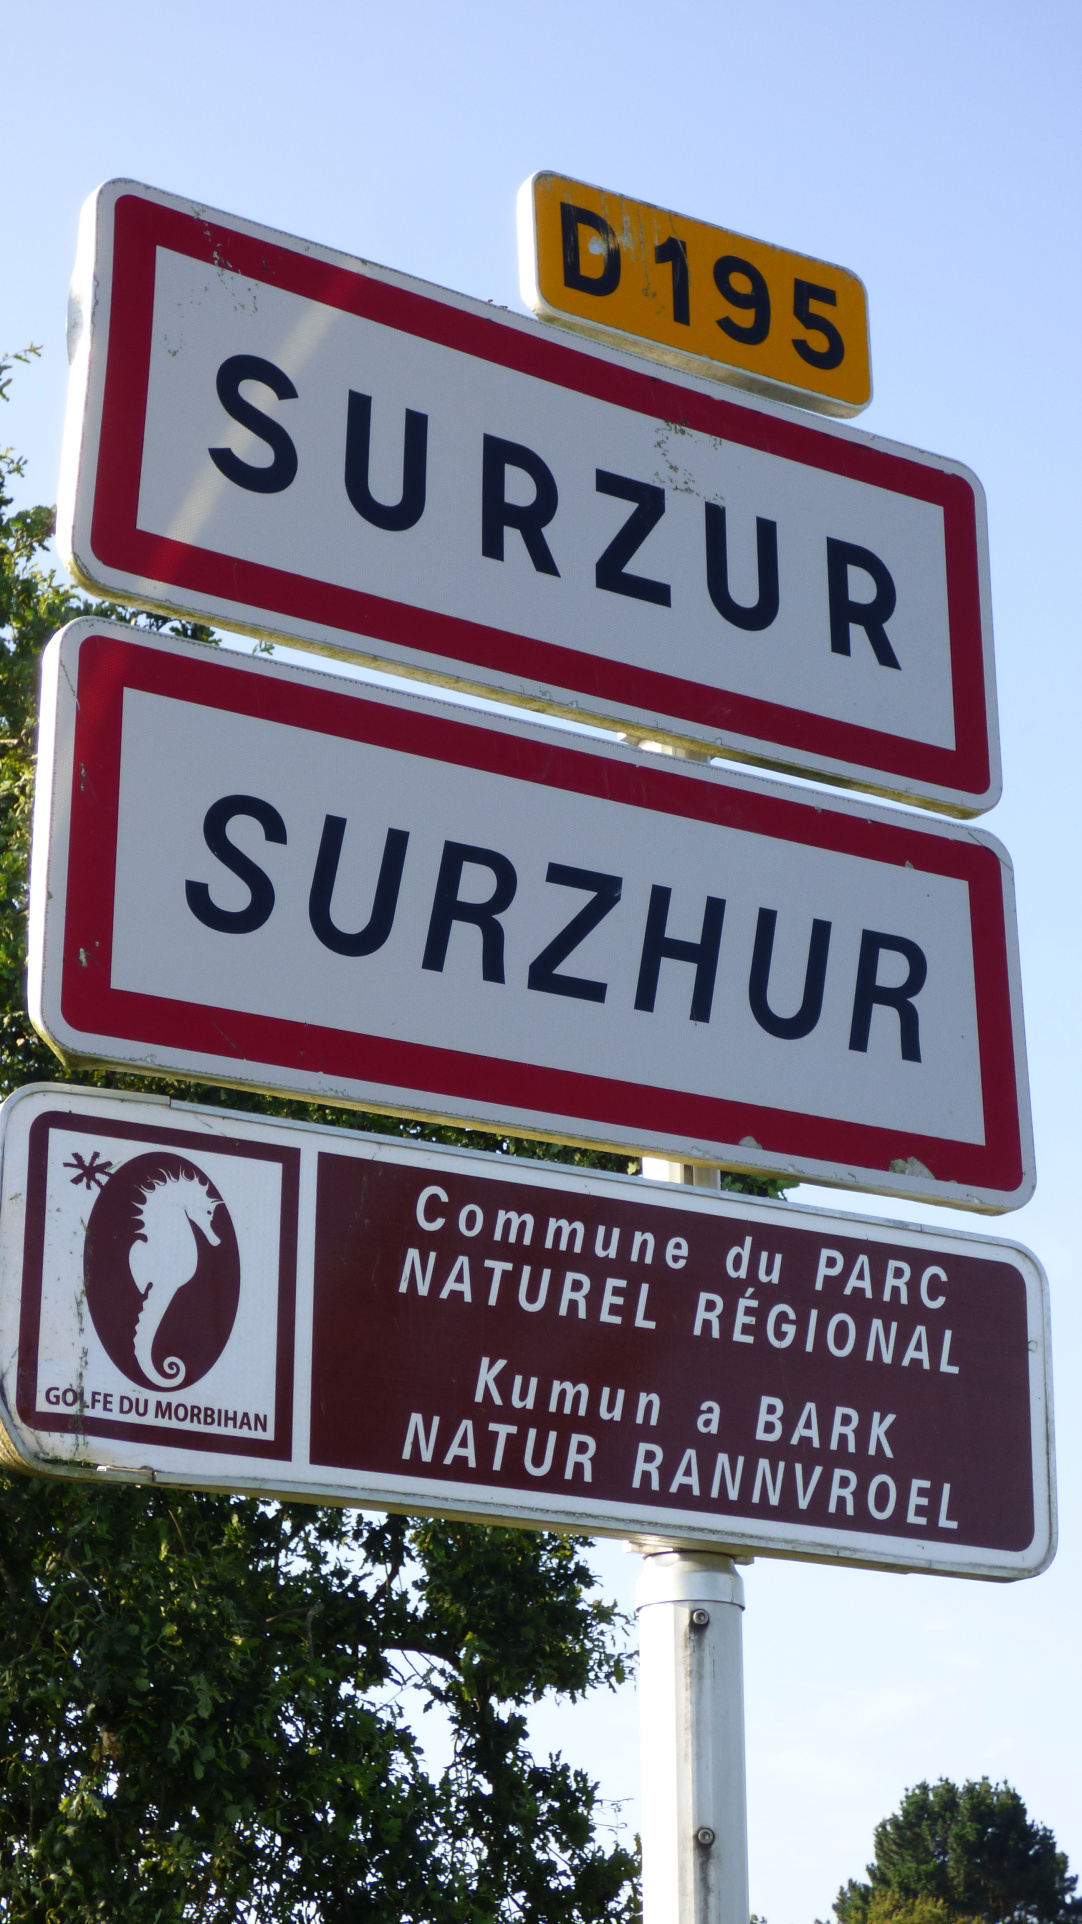 D195
SURZUR
SURZHUR
GOLFE DU MORBIHAN
Commune du PARC
NATUREL RÉGIONAL
Kumun a BARK
NATUR RANNVROEL